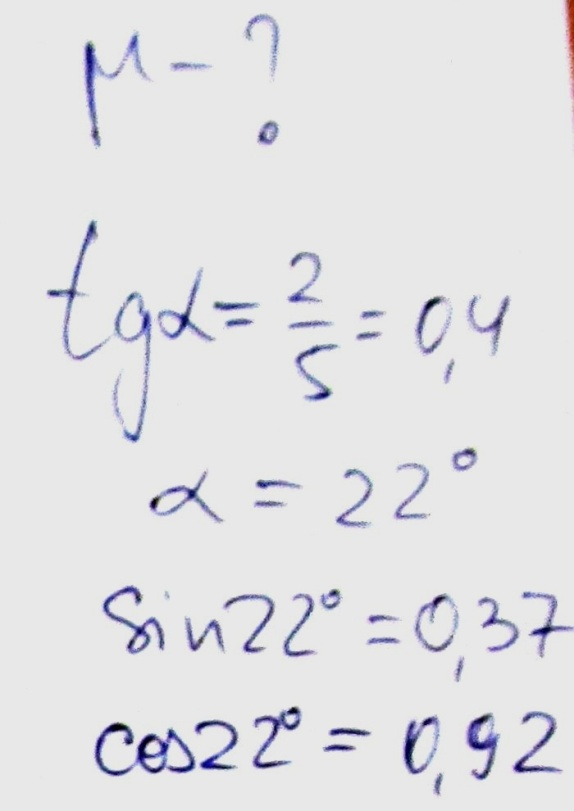 μ - ?
tgα = 2/5 = 0,4
α = 22°
sin22° = 0,37
cos22° = 0,92